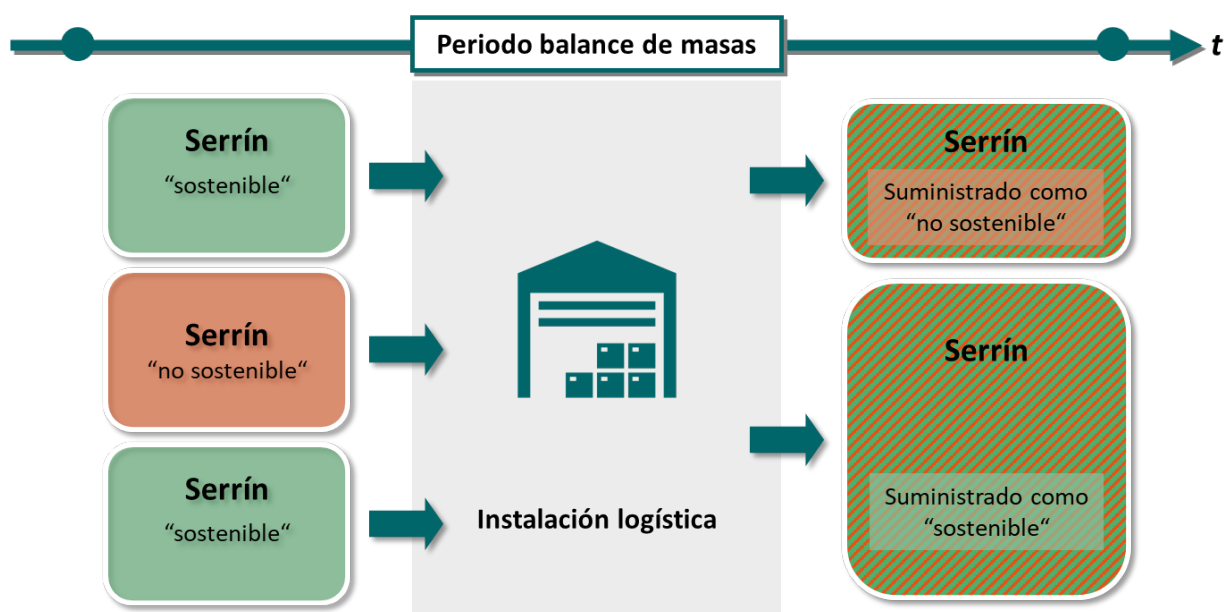 Periodo balance de masas
t
Serrín
“sostenible“
Serrín
“no sostenible“
Serrín
“sostenible“
Instalación logística
Serrín
Suministrado como
“no sostenible“
Serrín
Suministrado como
“sostenible“